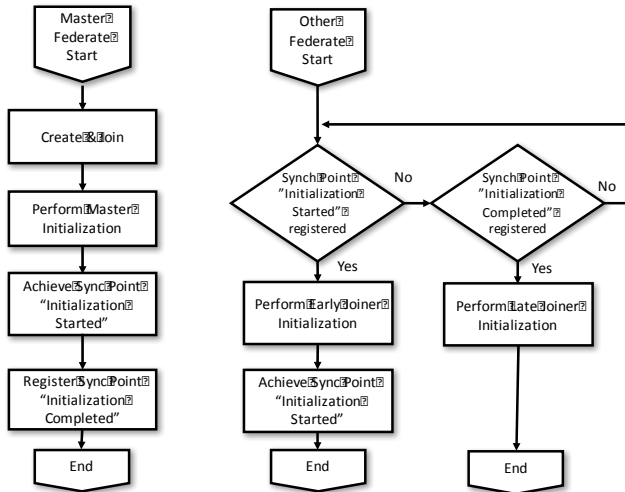 Master
Federate
Start
Create & Join
Perform Master
Initialization
Achieve Sync Point
“Initialization
Started”
Register Sync Point
“Initialization
Completed”
End
Other
Federate
Start
Synch Point
”Initialization
Started”
registered
No
Yes
Perform Early Joiner
Initialization
Achieve Sync Point
“Initialization
Started”
End
Synch Point
”Initialization
Completed”
registered
No
Yes
Perform Late Joiner
Initialization
End